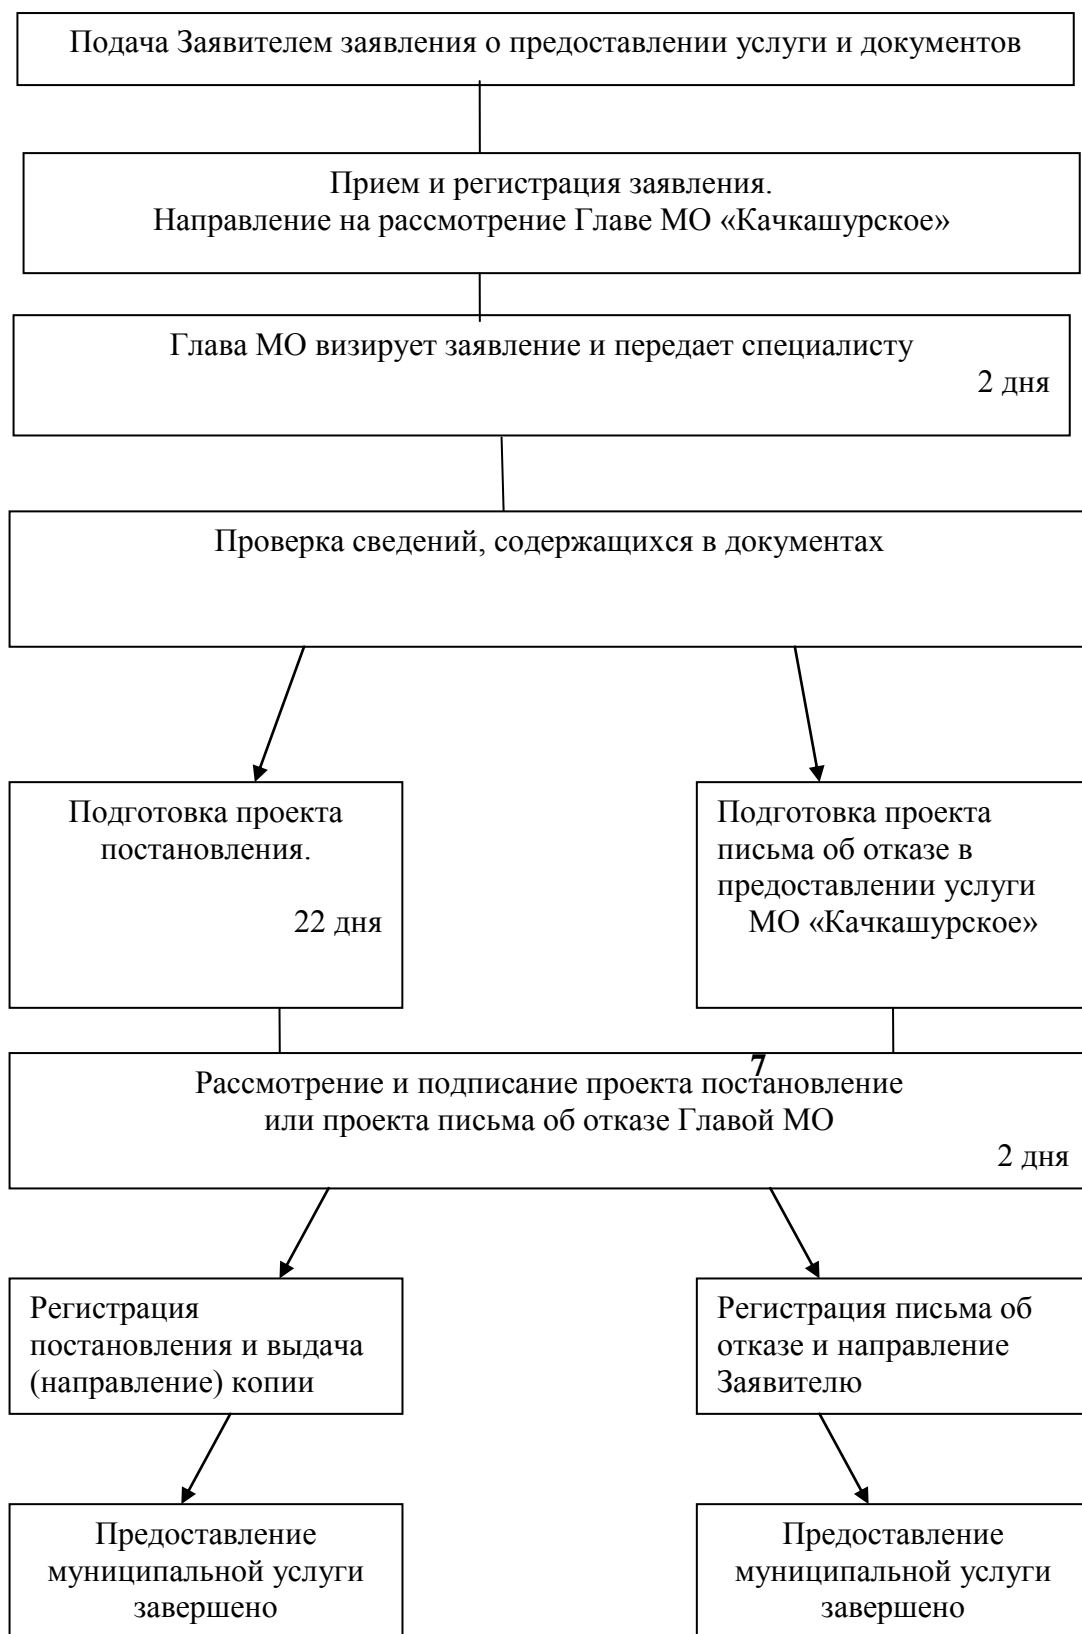 Подача Заявителем заявления о предоставлении услуги и документов
Прием и регистрация заявления.
Направление на рассмотрение Главе МО «Качкашурское»
Глава МО визирует заявление и передает специалисту
2 дня
Проверка сведений, содержащихся в документах
Подготовка проекта
постановления.
22 дня
Подготовка проекта
письма об отказе в
предоставлении услуги
МО «Качкашурское»
7
Рассмотрение и подписание проекта постановление
или проекта письма об отказе Главой МО
2 дня
Регистрация
постановления и выдача
(направление) копии
Регистрация письма об
отказе и направление
Заявителю
Предоставление
муниципальной услуги
завершено
Предоставление
муниципальной услуги
завершено